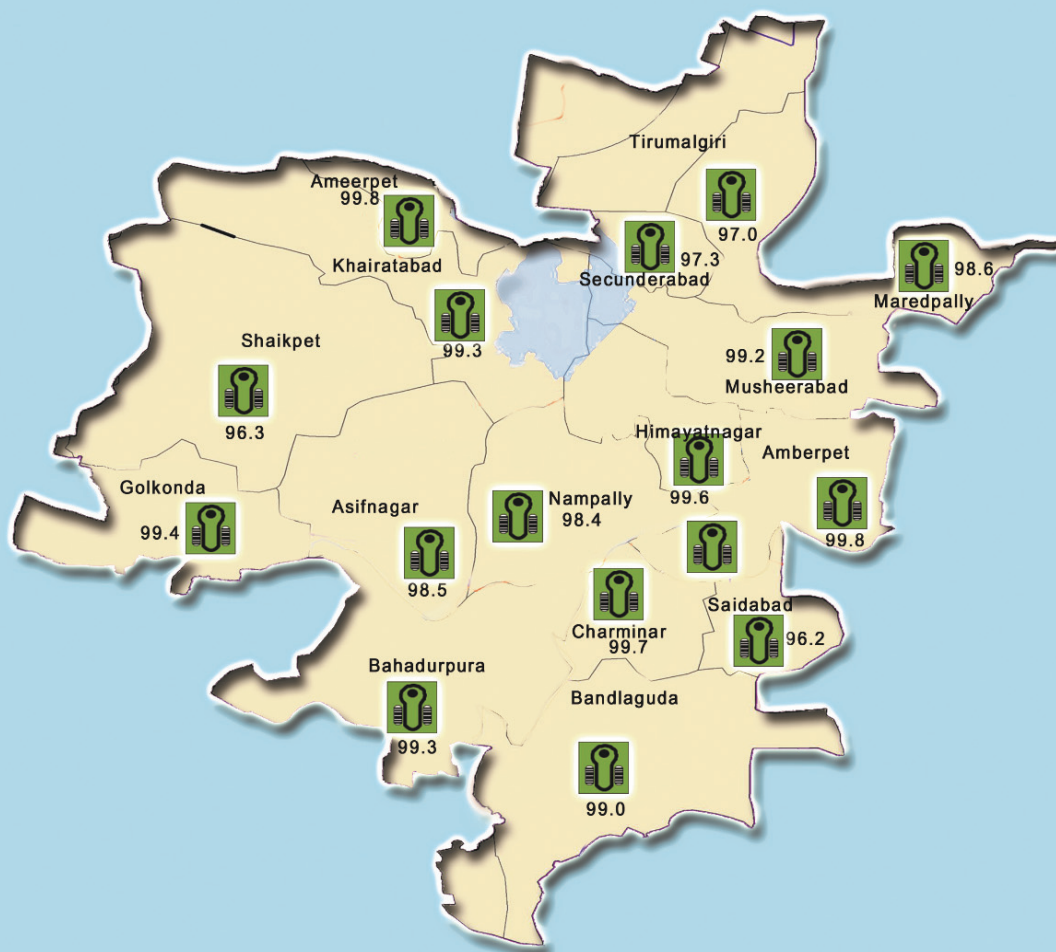 Tirumalgiri
97.0
Ameerpet
99.8
Khairatabad
99.3
97.3
Secunderabad
98.6
Maredpally
Shaikpet
96.3
99.2
Musheerabad
Himayatnagar
99.6
Amberpet
99.8
Golkonda
99.4
Asifnagar
98.5
Nampally
98.4
Charminar
99.7
Saidabad
96.2
Bahadurpura
99.3
Bandlaguda
99.0